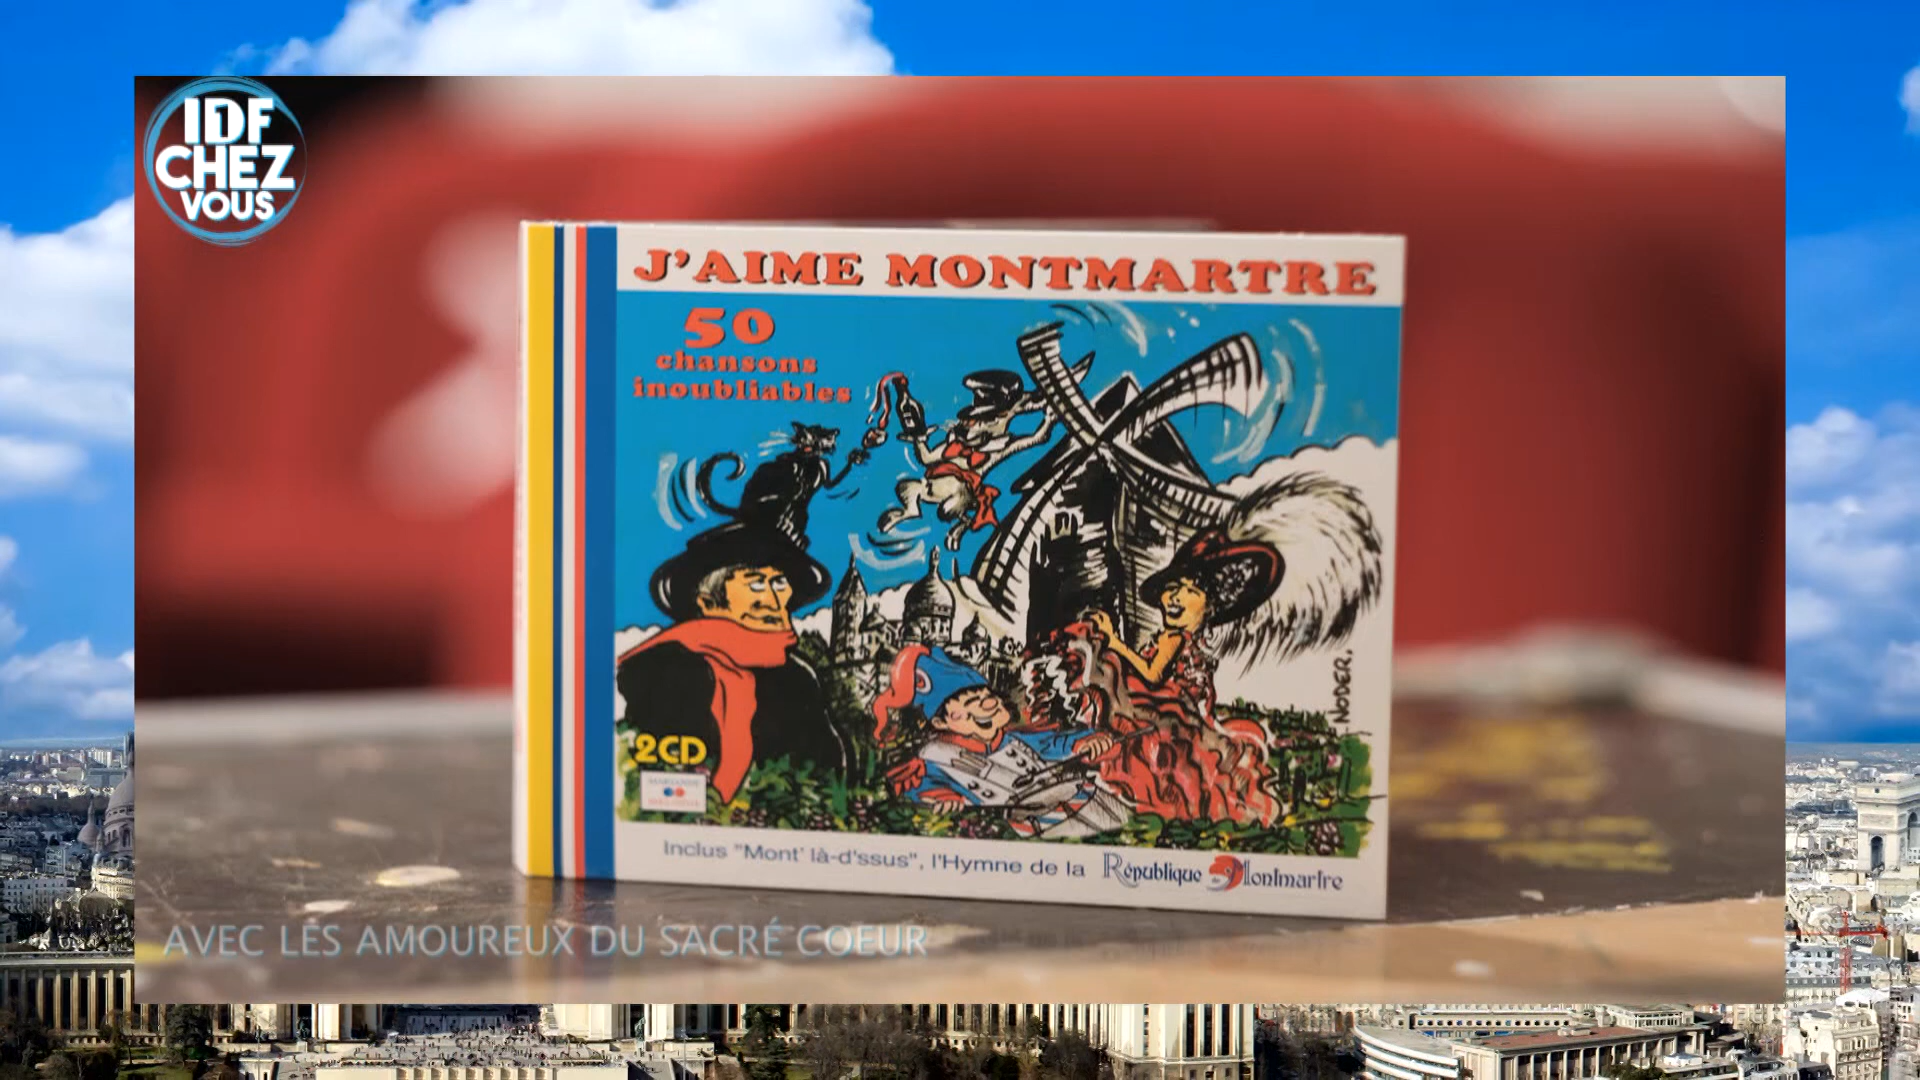 IDF
CHEZ
VOUS
J'AIME MONTMARTRE
50
chansons
inoubliables
NODER.
2CD
Inclus "Mont' là-d'ssus", l'Hymne de la République de Montmartre
AVEC LES AMOUREUX DU SACRÉ COEUR